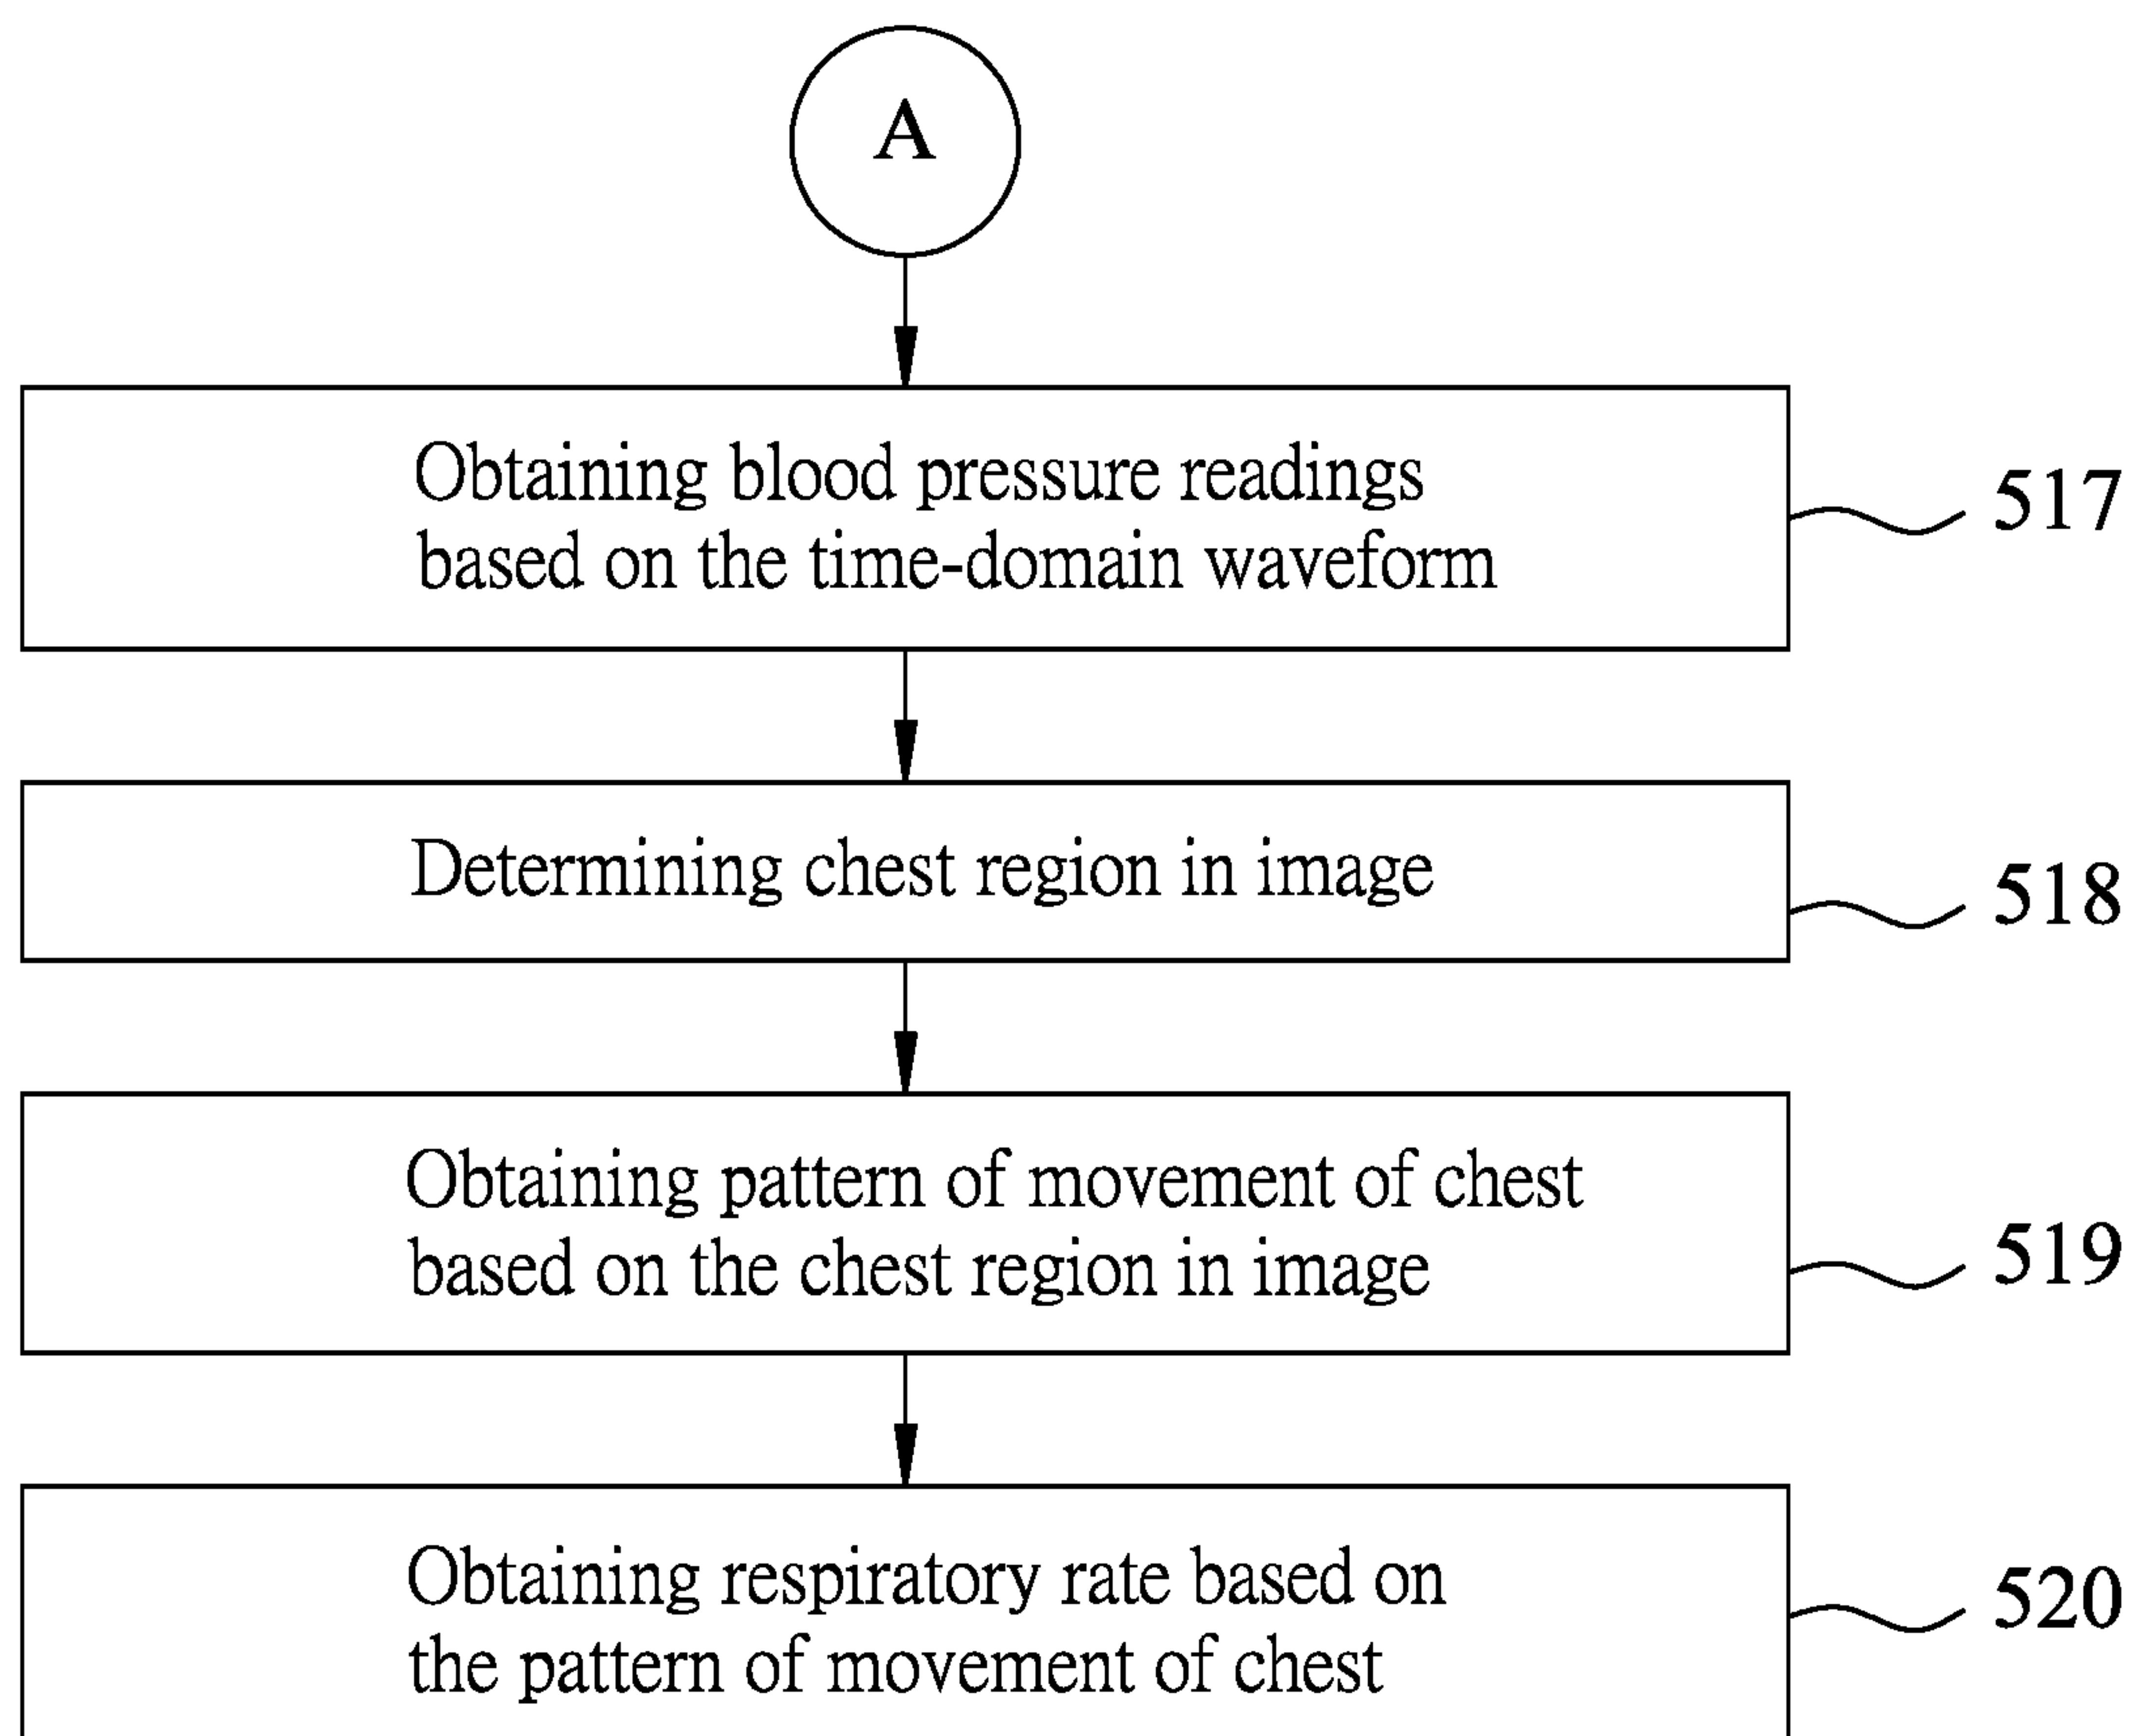 A
Obtaining blood pressure readings
based on the time-domain waveform
517
Determining chest region in image
518
Obtaining pattern of movement of chest
based on the chest region in image
519
Obtaining respiratory rate based on
the pattern of movement of chest
520